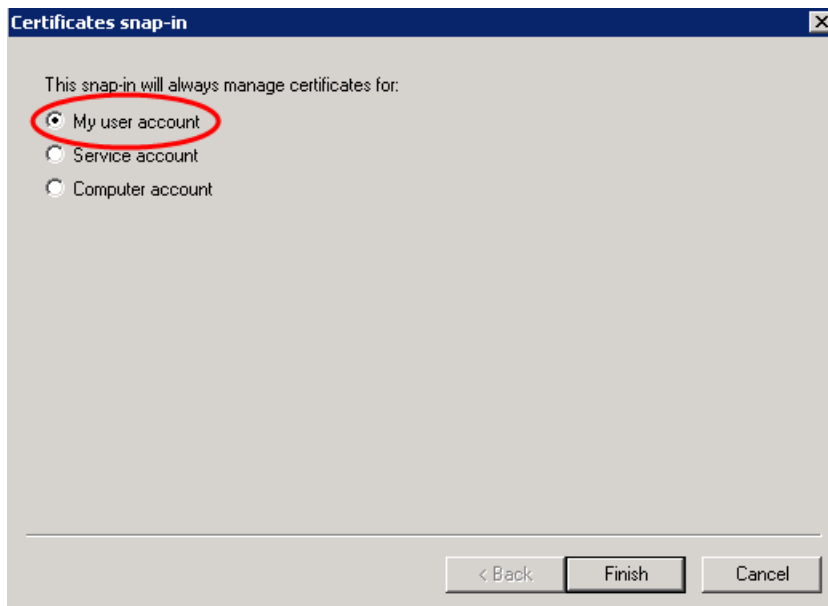 Certificates snap-in
This snap-in will always manage certificates for:
My user account
Service account
Computer account
< Back Finish Cancel